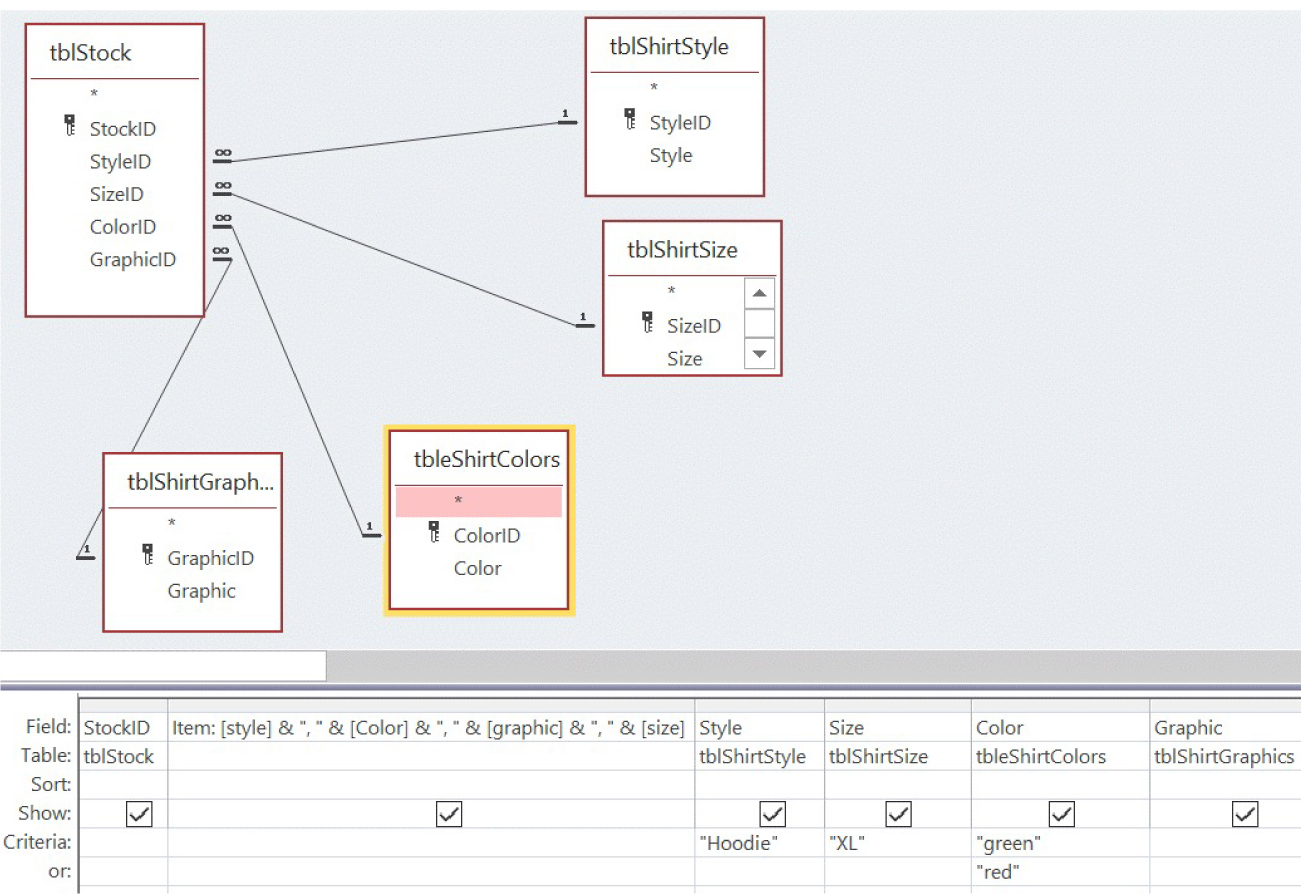 tblStock
*
StockID
StyleID
SizeID
ColorID
GraphicID
∞
∞
∞
∞
1
tblShirtStyle
*
StyleID
Style
1
tblShirtSize
*
SizeID
Size
1
tblShirtGraph...
*
GraphicID
Graphic
1
tbleShirtColors
*
ColorID
Color
Field: StockID Item: [style] & ", " & [Color] & ", " & [graphic] & ", " & [size] Style Size Color Graphic
Table: tblStock tblShirtStyle tblShirtSize tbleShirtColors tblShirtGraphics
Sort:
Show:
Criteria: "Hoodie" "XL" "green"
or: "red"